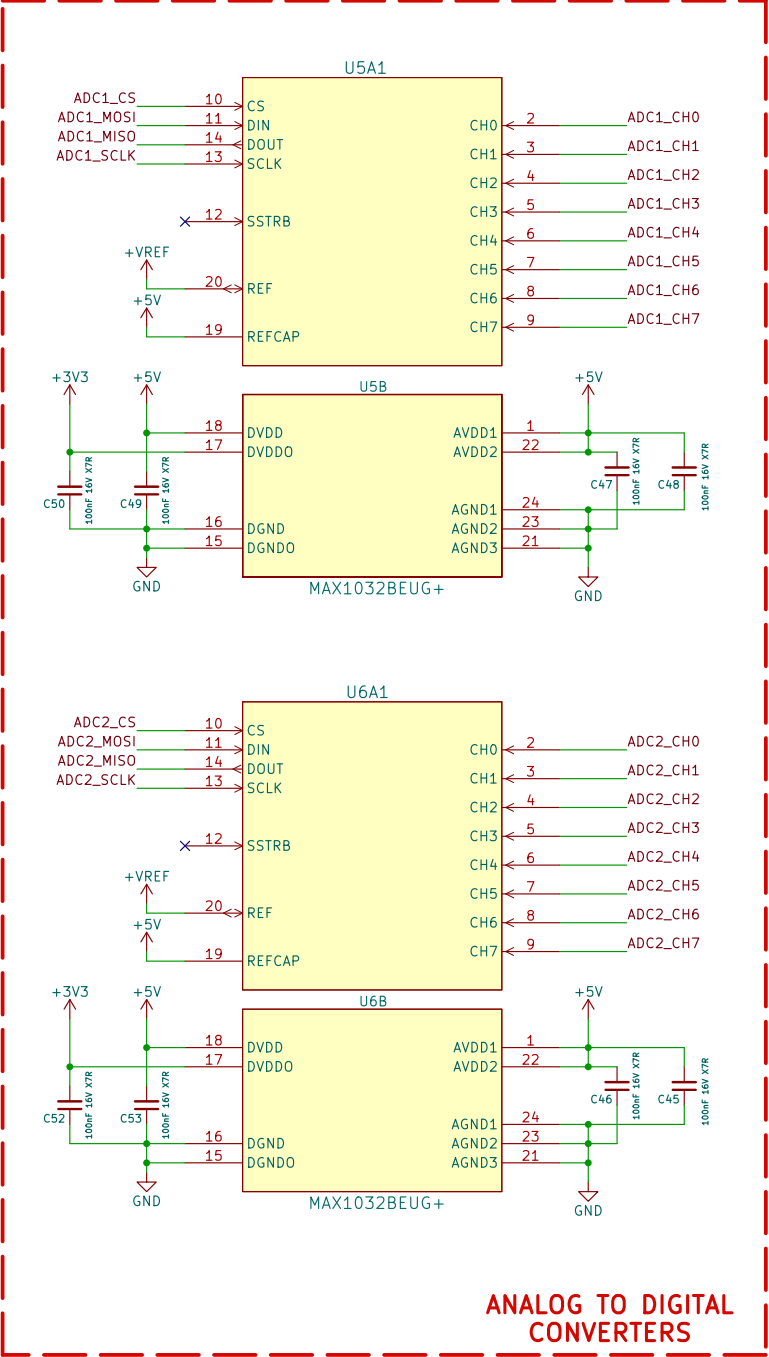 U5A1
ADC1_CS 10 CS
ADC1_MOSI 11 DIN CH0 2 ADC1_CH0
ADC1_MISO 14 DOUT
CH1 3 ADC1_CH1
ADC1_SCLK 13 SCLK
CH2 4 ADC1_CH2
CH3 5 ADC1_CH3
12 SSTRB
CH4 6 ADC1_CH4
+VREF
CH5 7 ADC1_CH5
20 REF
CH6 8 ADC1_CH6
+5V
CH7 9 ADC1_CH7
19 REFCAP
+3V3 +5V U5B +5V
18 DVDD AVDD1 1
17 DVDDO AVDD2 22
C50 100nF 16V X7R
C49 100nF 16V X7R
C47 100nF 16V X7R
C48 100nF 16V X7R
AGND1 24
16 DGND AGND2 23
15 DGNDO AGND3 21
GND MAX1032BEUG+ GND
U6A1
ADC2_CS 10 CS
ADC2_MOSI 11 DIN CH0 2 ADC2_CH0
ADC2_MISO 14 DOUT
CH1 3 ADC2_CH1
ADC2_SCLK 13 SCLK
CH2 4 ADC2_CH2
CH3 5 ADC2_CH3
12 SSTRB
CH4 6 ADC2_CH4
+VREF
CH5 7 ADC2_CH5
20 REF
CH6 8 ADC2_CH6
+5V
CH7 9 ADC2_CH7
19 REFCAP
+3V3 +5V U6B +5V
18 DVDD AVDD1 1
17 DVDDO AVDD2 22
C52 100nF 16V X7R
C53 100nF 16V X7R
C46 100nF 16V X7R
C45 100nF 16V X7R
AGND1 24
16 DGND AGND2 23
15 DGNDO AGND3 21
GND MAX1032BEUG+ GND
ANALOG TO DIGITAL
CONVERTERS